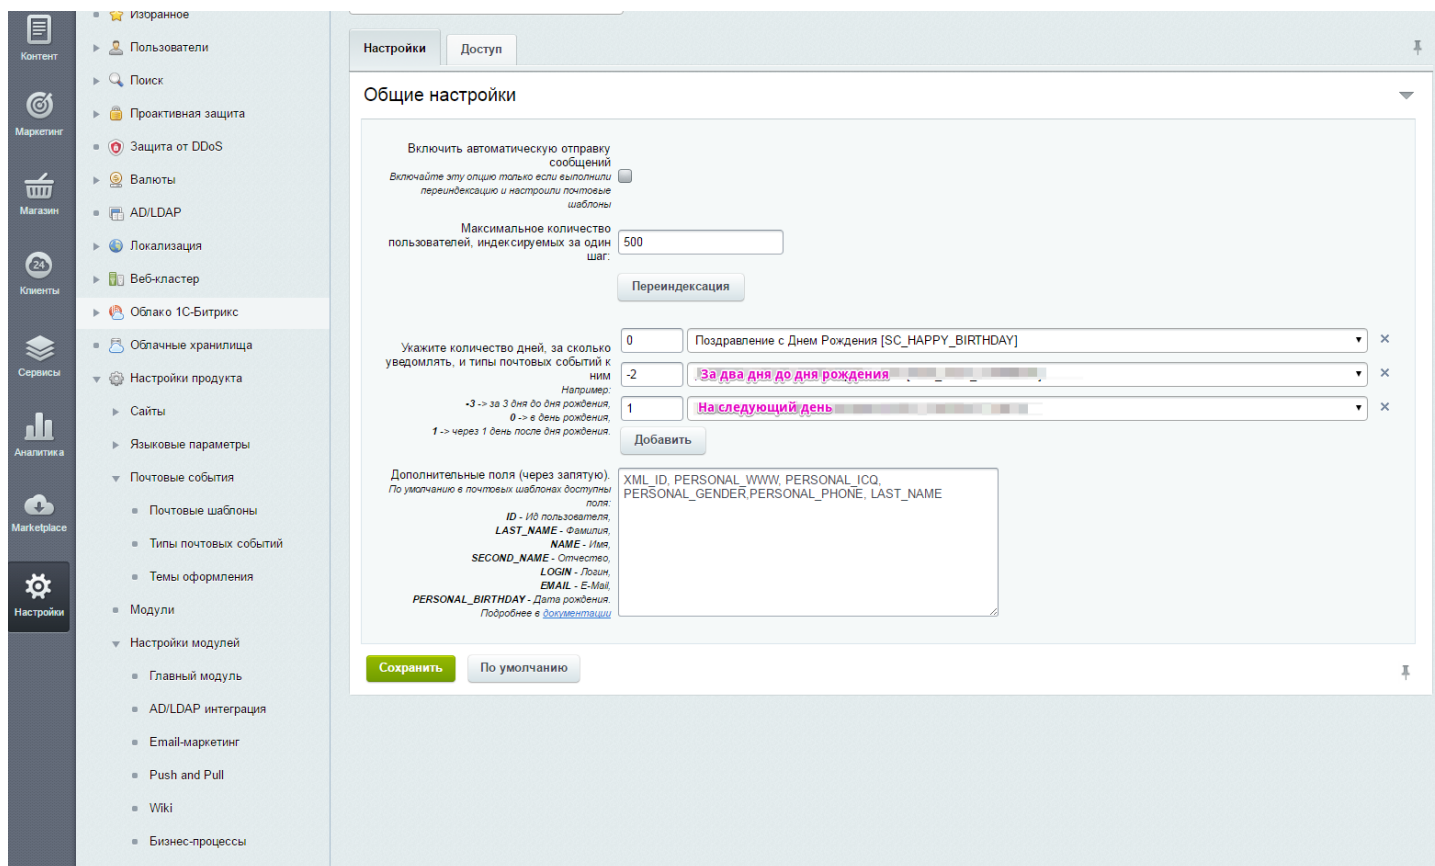 Контент
Маркетинг
Магазин
24
Клиенты
Сервисы
Аналитика
Marketplace
Настройки
Избранное
Пользователи
Поиск
Проактивная защита
Защита от DDoS
Валюты
AD/LDAP
Локализация
Веб-кластер
Облако 1С-Битрикс
Облачные хранилища
Настройки продукта
Сайты
Языковые параметры
Почтовые события
Почтовые шаблоны
Типы почтовых событий
Темы оформления
Модули
Настройки модулей
Главный модуль
AD/LDAP интеграция
Email-маркетинг
Push and Pull
Wiki
Бизнес-процессы
Настройки
Доступ
Общие настройки
Включить автоматическую отправку
сообщений
Включайте эту опцию только если выполнили
переиндексацию и настроили почтовые
шаблоны
Максимальное количество
пользователей, индексируемых за один
шаг:
500
Переиндексация
Укажите количество дней, за сколько
уведомлять, и типы почтовых событий к
ним
Например:
-3 -> за 3 дня до дня рождения,
0 -> в день рождения,
1 -> через 1 день после дня рождения.
0
Поздравление с Днем Рождения [SC_HAPPY_BIRTHDAY]
-2
За два дня до дня рождения
1
На следующий день
Добавить
Дополнительные поля (через запятую).
По умолчанию в почтовых шаблонах доступны
поля:
ID - Ид пользователя,
LAST_NAME - Фамилия,
NAME - Имя,
SECOND_NAME - Отчество,
LOGIN - Логин,
EMAIL - E-Mail,
PERSONAL_BIRTHDAY - Дата рождения.
Подробнее в документации
XML_ID, PERSONAL_WWW, PERSONAL_ICQ,
PERSONAL_GENDER,PERSONAL_PHONE, LAST_NAME
Сохранить
По умолчанию